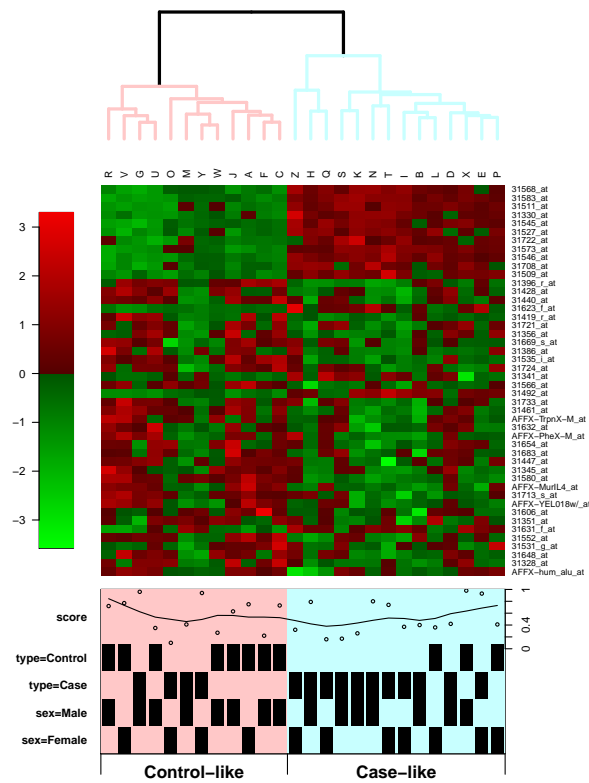 R V G U O M Y W J A F C Z H Q S K N T I B L D X E P
31568_at
31583_at
31511_at
31330_at
31545_at
31527_at
31722_at
31573_at
31546_at
31708_at
31509_at
31396_r_at
31428_at
31440_at
31623_f_at
31419_r_at
31721_at
31356_at
31669_s_at
31386_at
31535_i_at
31724_at
31341_at
31566_at
31492_at
31733_at
31461_at
AFFX−TrpnX−M_at
31632_at
AFFX−PheX−M_at
31654_at
31683_at
31447_at
31345_at
31580_at
AFFX−MurIL4_at
31713_s_at
AFFX−YEL018w/_at
31606_at
31351_at
31631_f_at
31552_at
31531_g_at
31648_at
31328_at
AFFX−hum_alu_at
3
2
1
0
−1
−2
−3
score
0 0.4 1
type=Control
type=Case
sex=Male
sex=Female
Control−like Case−like